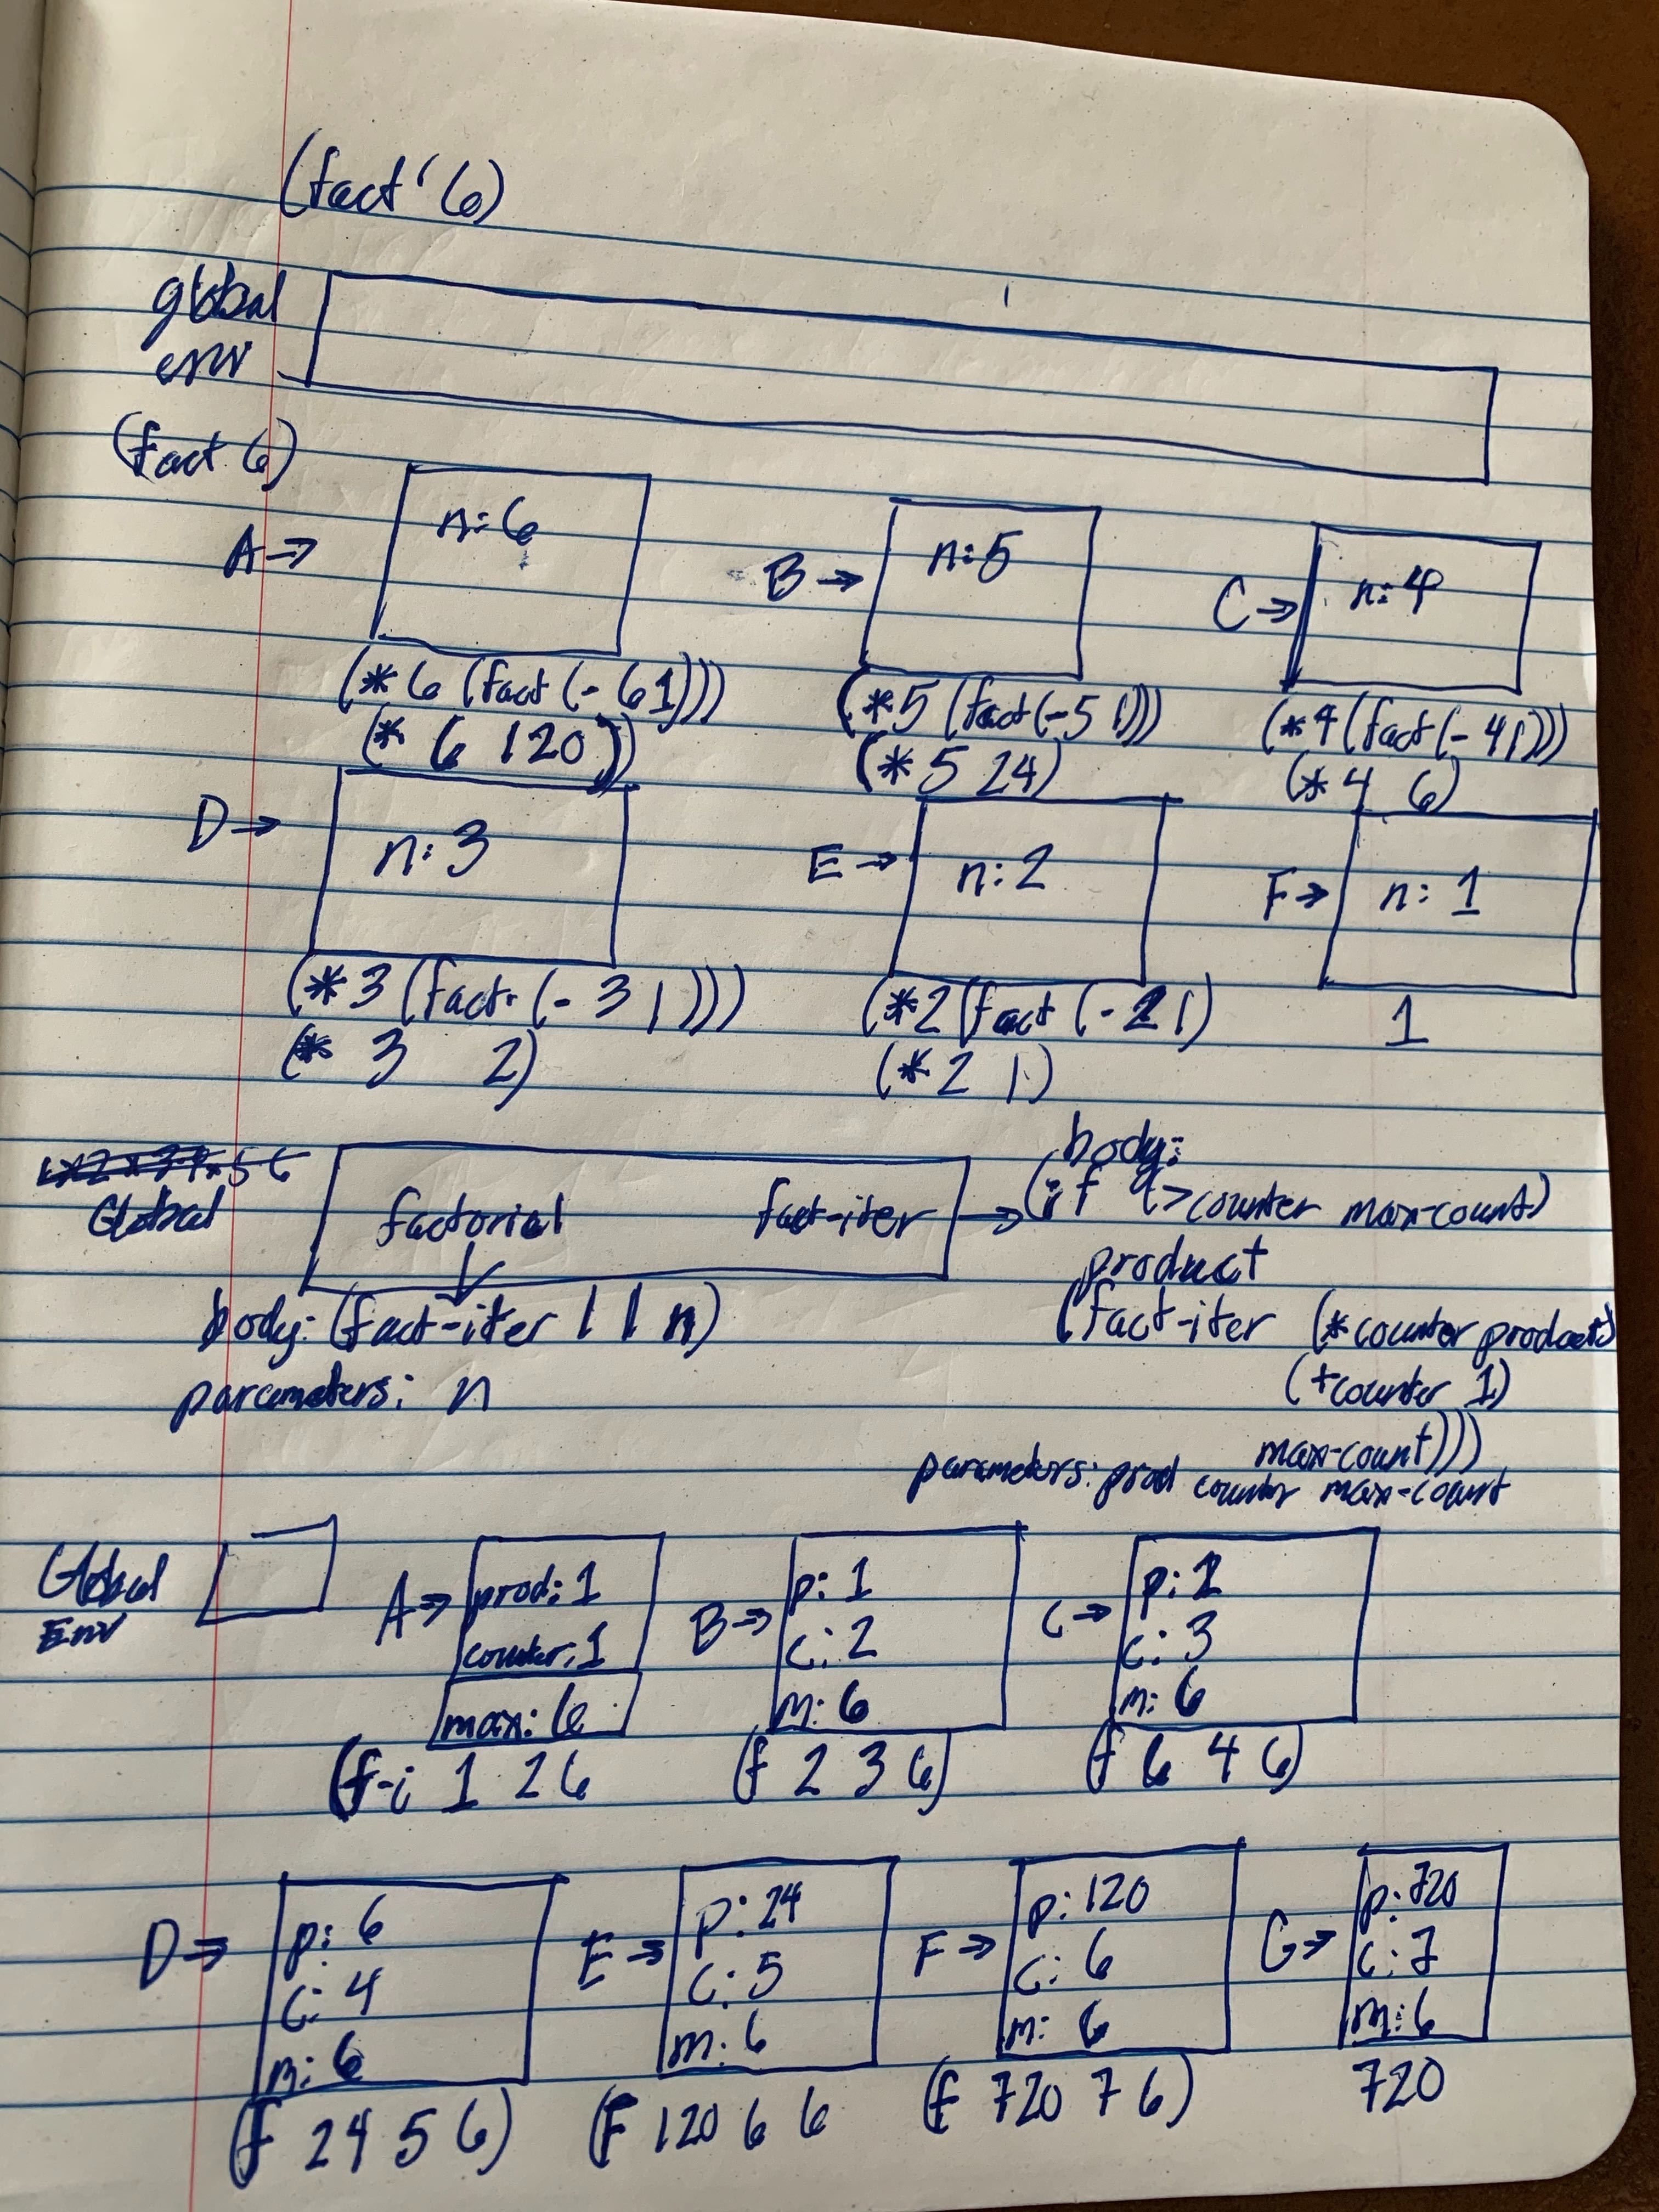 (fact '6)
global
env
(fact 6)
A→ n:6 B→ n:5 C→ n:4
(* 6 (fact (- 6 1))) (* 5 (fact (- 5 1))) (* 4 (fact (- 4 1)))
(* 6 120)) (* 5 24) (* 4 6)
D→ n:3 E→ n:2 F→ n: 1
(* 3 (fact (- 3 1))) (* 2 (fact (- 2 1) 1
(* 3 2) (* 2 1)
Global factorial fact-iter → body:
(if (> counter max-count)
product
body: (fact-iter 1 1 n) (fact-iter (* counter product)
parameters: n (+ counter 1)
max-count)))
parameters: prod counter max-count
Global
Env
A→ prod: 1 B→ p: 1 C→ p: 2
counter: 1 c: 2 c: 3
max: 6 m: 6 m: 6
(f-i 1 2 6 (f 2 3 6) (f 6 4 6)
D→ p: 6 E→ p: 24 F→ p: 120 G→ p: 720
c: 4 c: 5 c: 6 c: 7
m: 6 m: 6 m: 6 m: 6
(f 24 5 6) (F 120 6 6 (f 720 7 6) 720